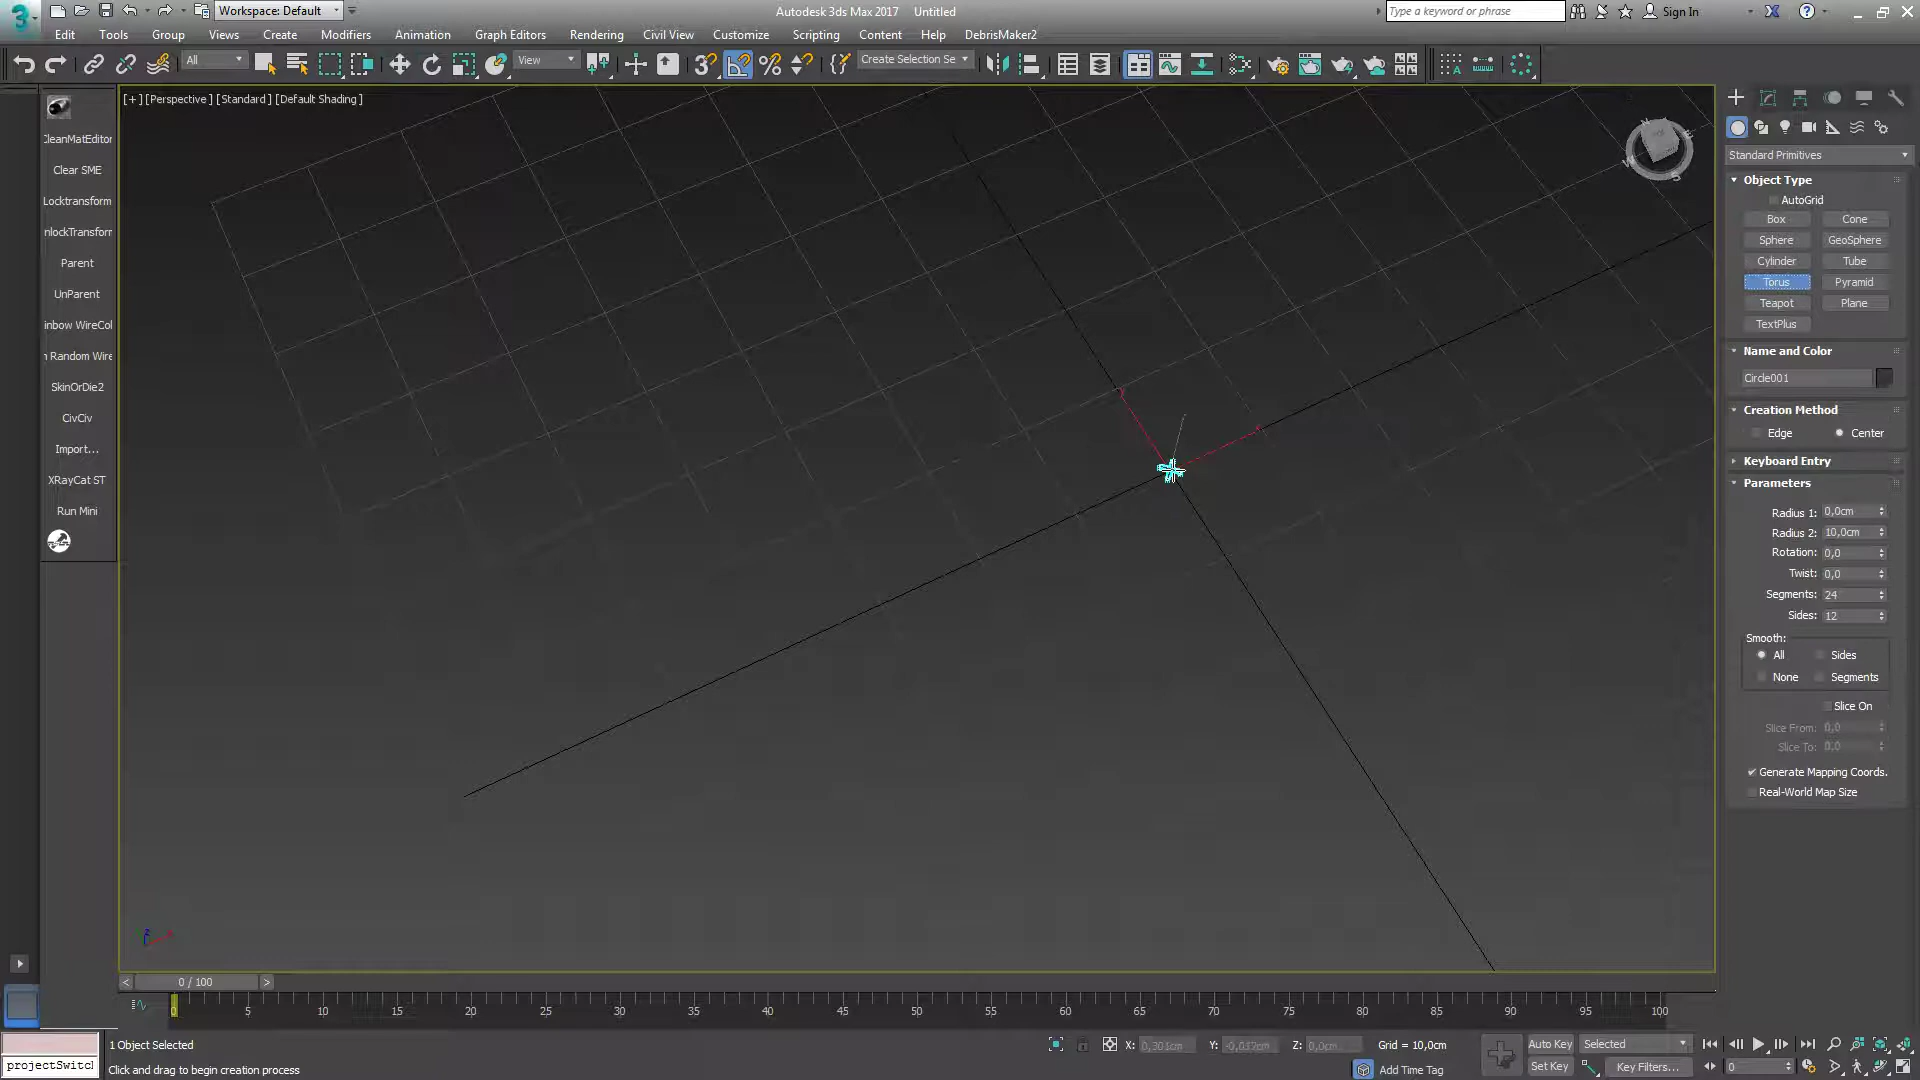 Workspace: Default
Autodesk 3ds Max 2017 Untitled
Type a keyword or phrase
Sign In
Edit Tools Group Views Create Modifiers Animation Graph Editors Rendering Civil View Customize Scripting Content Help DebrisMaker2
All
View
Create Selection Se
[+] [Perspective ] [Standard ] [Default Shading ]
CleanMatEditor
Clear SME
Locktransform
nlockTransform
Parent
UnParent
inbow WireCol
n Random Wire
SkinOrDie2
CivCiv
Import...
XRayCat ST
Run Mini
Standard Primitives
Object Type
AutoGrid
Box Cone
Sphere GeoSphere
Cylinder Tube
Torus Pyramid
Teapot Plane
TextPlus
Name and Color
Circle001
Creation Method
Edge Center
Keyboard Entry
Parameters
Radius 1: 0,0cm
Radius 2: 10,0cm
Rotation: 0,0
Twist: 0,0
Segments: 24
Sides: 12
Smooth:
All Sides
None Segments
Slice On
Slice From: 0,0
Slice To: 0,0
Generate Mapping Coords.
Real-World Map Size
< 0 / 100 >
0 5 10 15 20 25 30 35 40 45 50 55 60 65 70 75 80 85 90 95 100
1 Object Selected
X: 0,301cm Y: -0,037cm Z: 0,0cm Grid = 10,0cm
Auto Key Selected
projectSwitch
Click and drag to begin creation process
Add Time Tag
Set Key Key Filters...
0